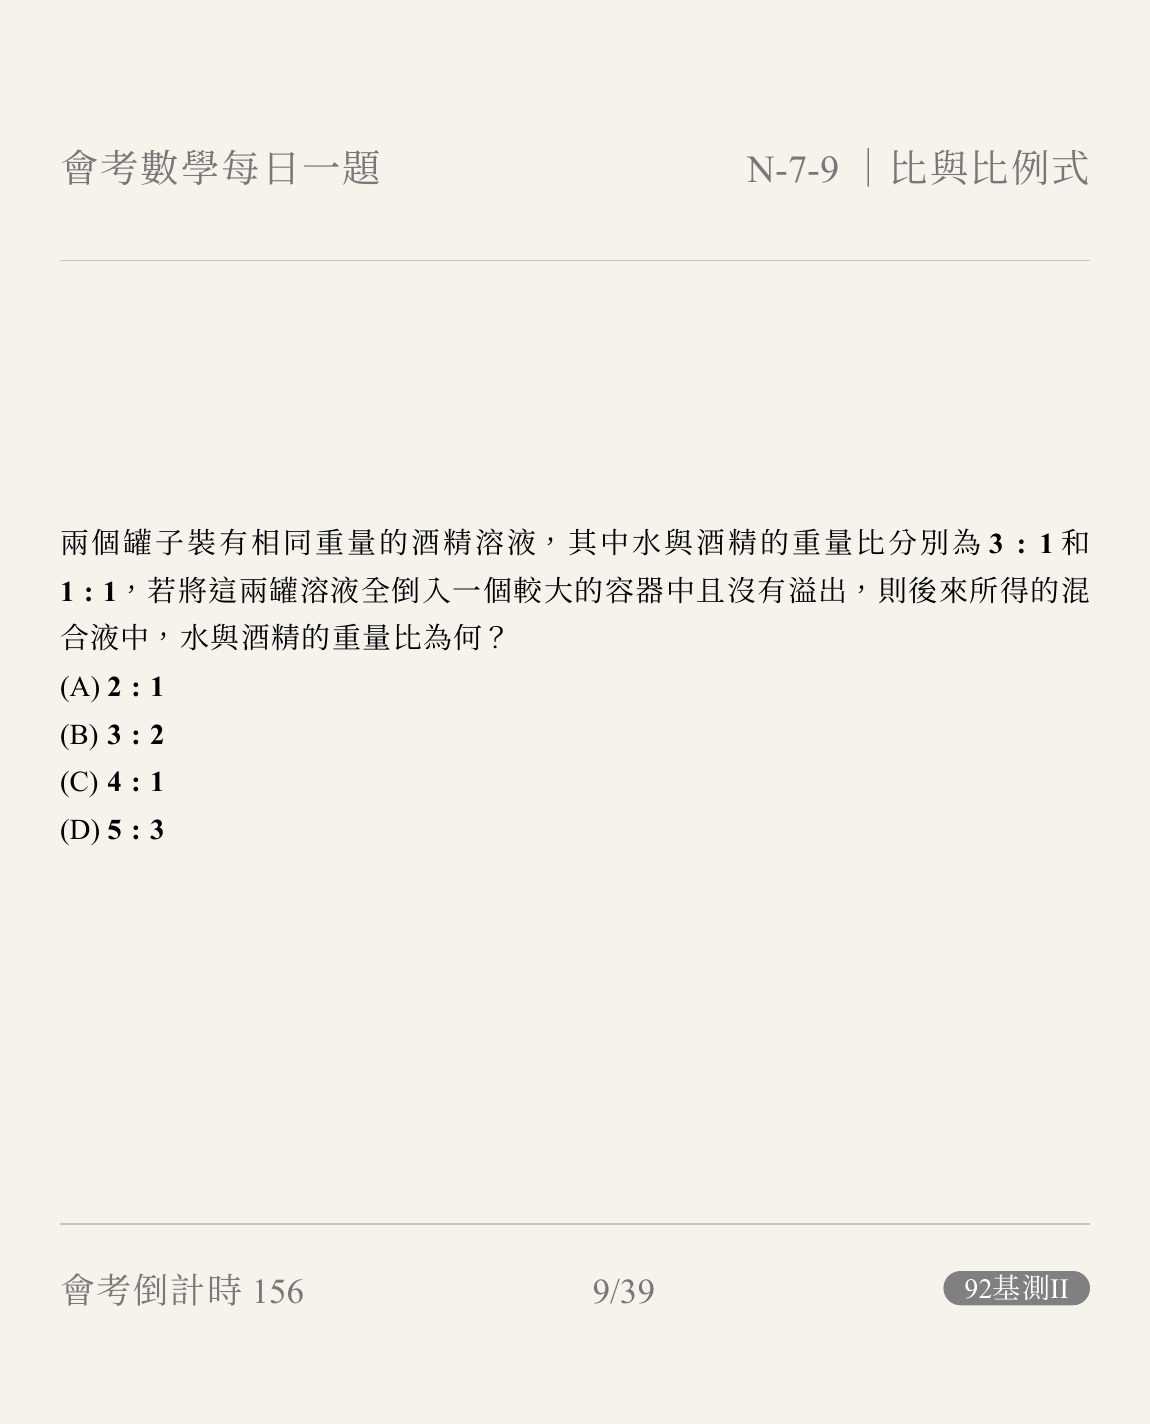 會考數學每日一題
N-7-9 │ 比與比例式
兩個罐子裝有相同重量的酒精溶液，其中水與酒精的重量比分別為 3：1 和
1：1，若將這兩罐溶液全倒入一個較大的容器中且沒有溢出，則後來所得的混
合液中，水與酒精的重量比為何？
(A) 2：1
(B) 3：2
(C) 4：1
(D) 5：3
會考倒計時 156
9/39
92基測II